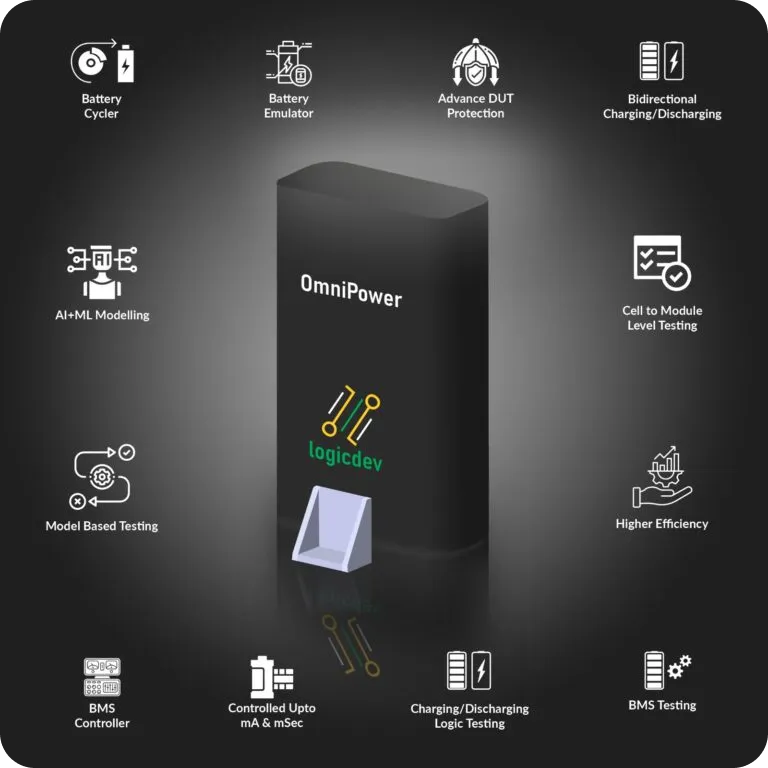 Battery
Cycler
Battery
Emulator
Advance DUT
Protection
Bidirectional
Charging/Discharging
OmniPower
AI
AI+ML Modelling
Cell to Module
Level Testing
logicdev
Model Based Testing
Higher Efficiency
BMS
Controller
Controlled Upto
mA & mSec
Charging/Discharging
Logic Testing
BMS Testing